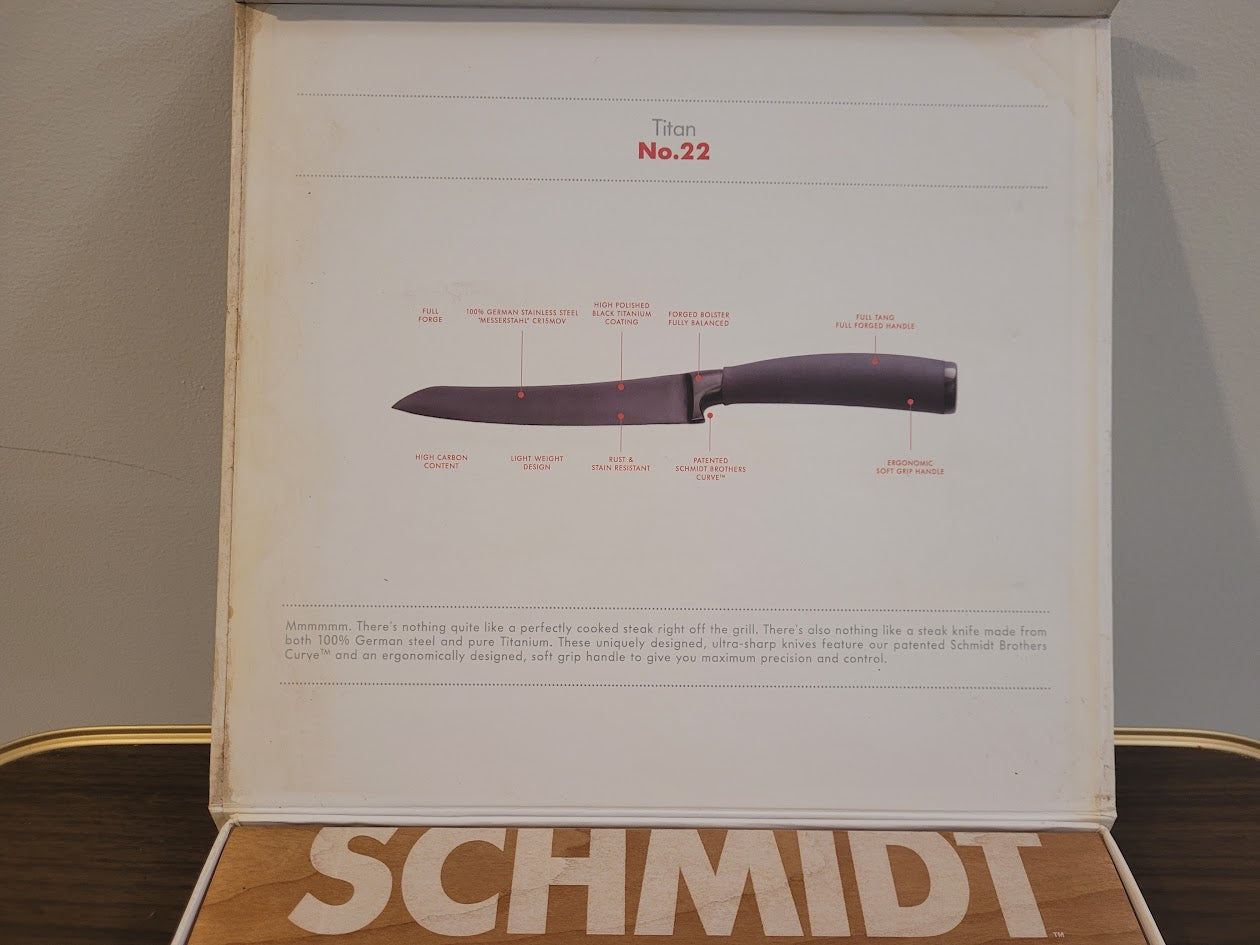 Titan
No.22
FULL
FORGE
100% GERMAN STAINLESS STEEL
"MESSERSTAHL" CR15MOV
HIGH POLISHED
BLACK TITANIUM
COATING
FORGED BOLSTER
FULLY BALANCED
FULL TANG
FULL FORGED HANDLE
HIGH CARBON
CONTENT
LIGHT WEIGHT
DESIGN
RUST &
STAIN RESISTANT
PATENTED
SCHMIDT BROTHERS
CURVE™
ERGONOMIC
SOFT GRIP HANDLE
Mmmmmm. There's nothing quite like a perfectly cooked steak right off the grill. There's also nothing like a steak knife made from
both 100% German steel and pure Titanium. These uniquely designed, ultra-sharp knives feature our patented Schmidt Brothers
Curve™ and an ergonomically designed, soft grip handle to give you maximum precision and control.
SCHMIDT
™